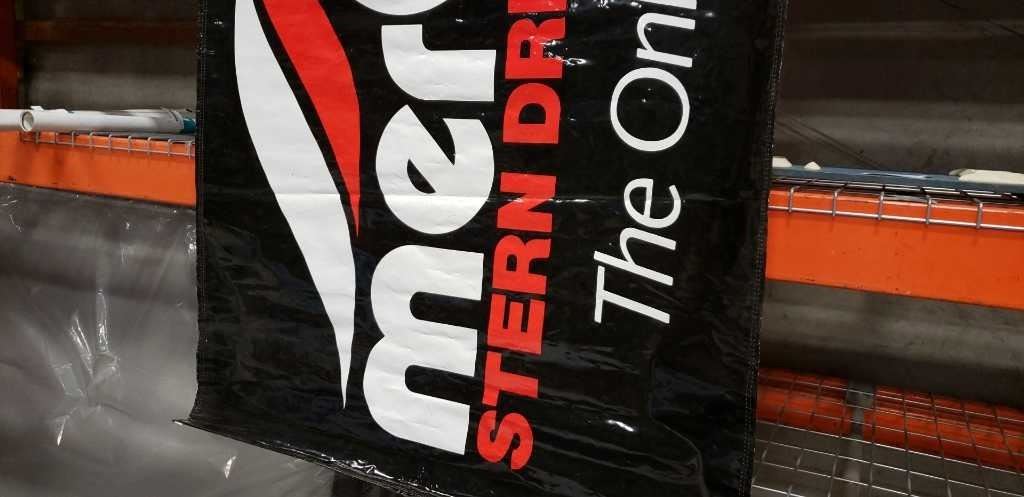 mer
STERN DRI
The Onl